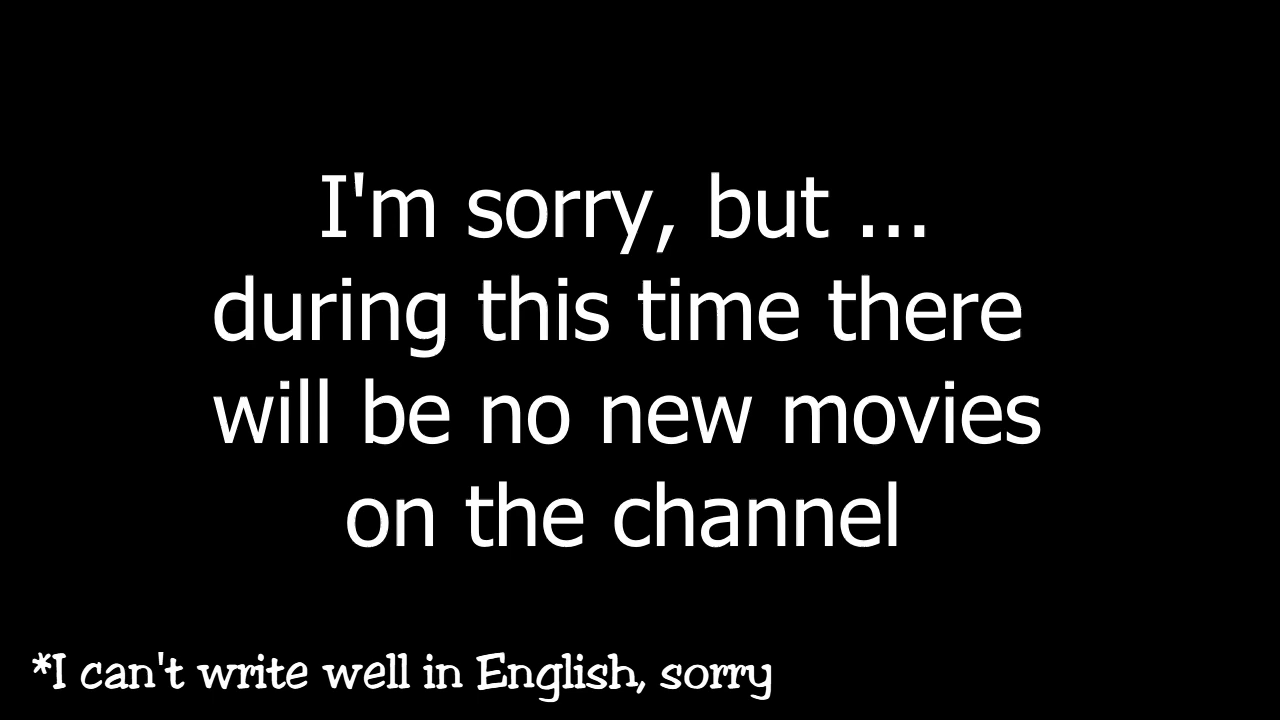 I'm sorry, but ...
during this time there
will be no new movies
on the channel
*I can't write well in English, sorry